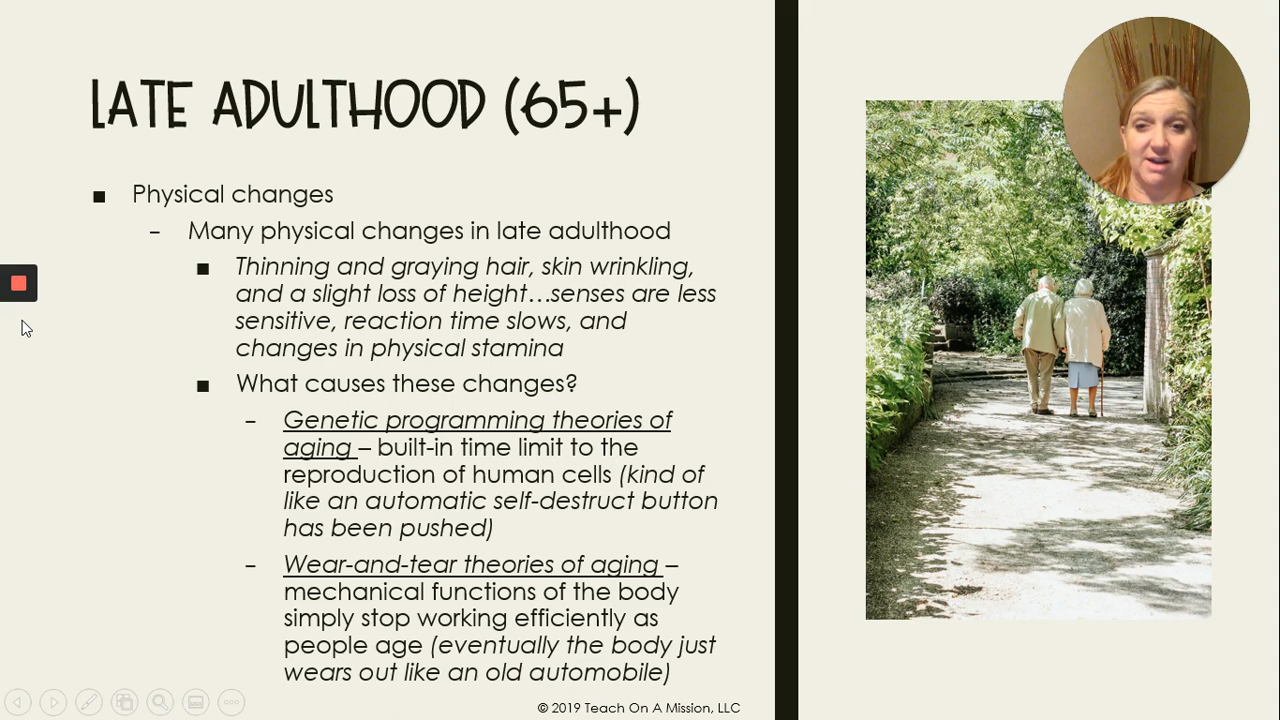 LATE ADULTHOOD (65+)
■ Physical changes
– Many physical changes in late adulthood
■ Thinning and graying hair, skin wrinkling,
and a slight loss of height...senses are less
sensitive, reaction time slows, and
changes in physical stamina
■ What causes these changes?
– Genetic programming theories of
aging – built-in time limit to the
reproduction of human cells (kind of
like an automatic self-destruct button
has been pushed)
– Wear-and-tear theories of aging –
mechanical functions of the body
simply stop working efficiently as
people age (eventually the body just
wears out like an old automobile)
© 2019 Teach On A Mission, LLC